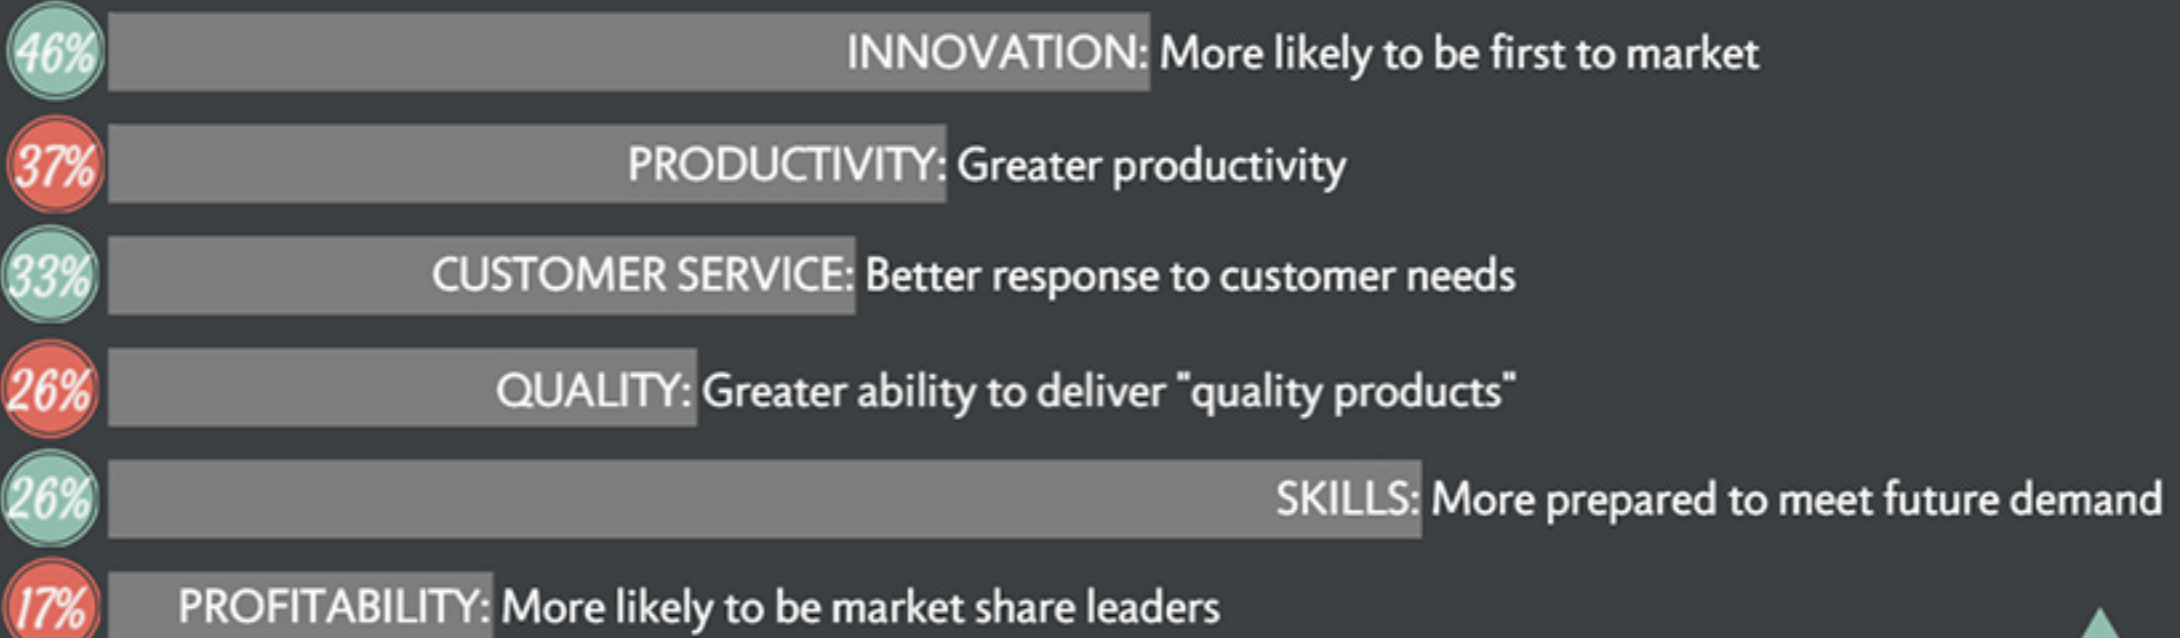 46% INNOVATION: More likely to be first to market
37% PRODUCTIVITY: Greater productivity
33% CUSTOMER SERVICE: Better response to customer needs
26% QUALITY: Greater ability to deliver "quality products"
26% SKILLS: More prepared to meet future demand
17% PROFITABILITY: More likely to be market share leaders